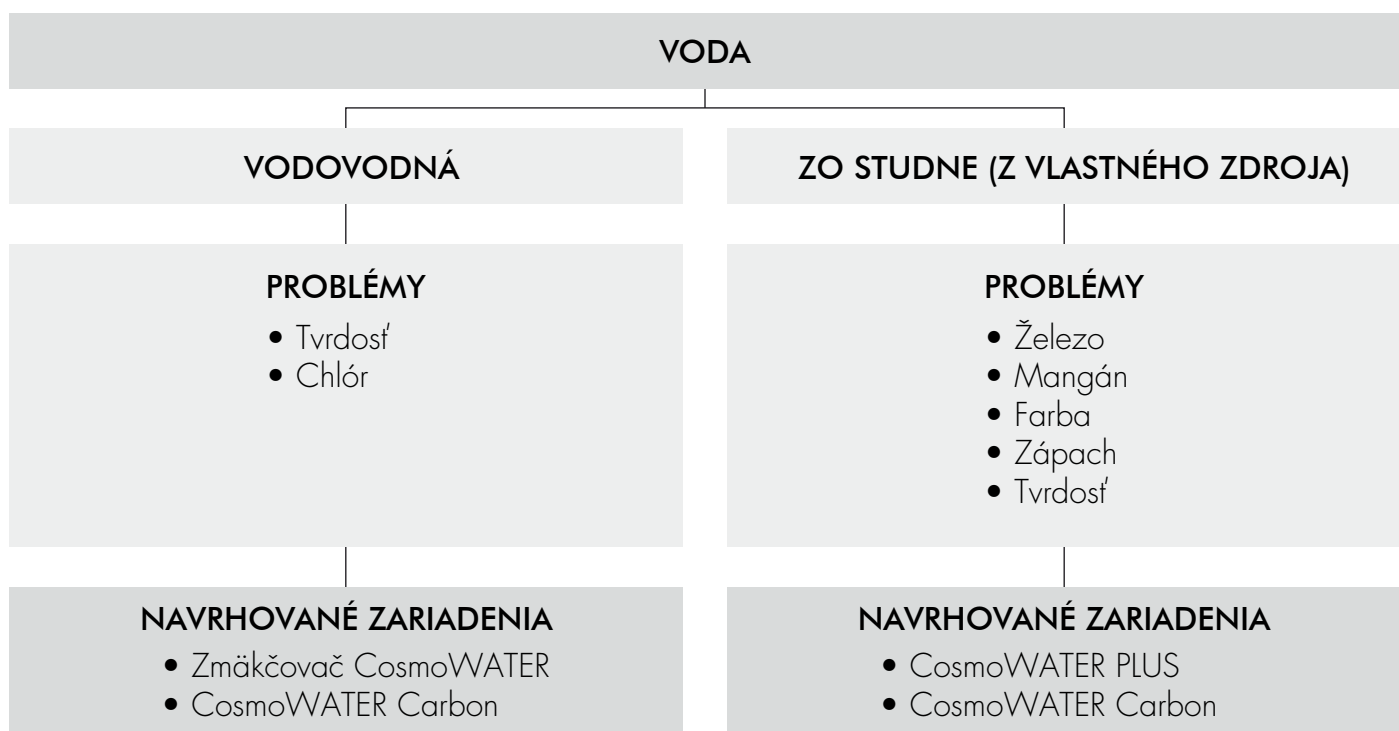 VODA
VODOVODNÁ
PROBLÉMY
• Tvrdosť
• Chlór
NAVRHOVANÉ ZARIADENIA
• Zmäkčovač CosmoWATER
• CosmoWATER Carbon
ZO STUDNE (Z VLASTNÉHO ZDROJA)
PROBLÉMY
• Železo
• Mangán
• Farba
• Zápach
• Tvrdosť
NAVRHOVANÉ ZARIADENIA
• CosmoWATER PLUS
• CosmoWATER Carbon